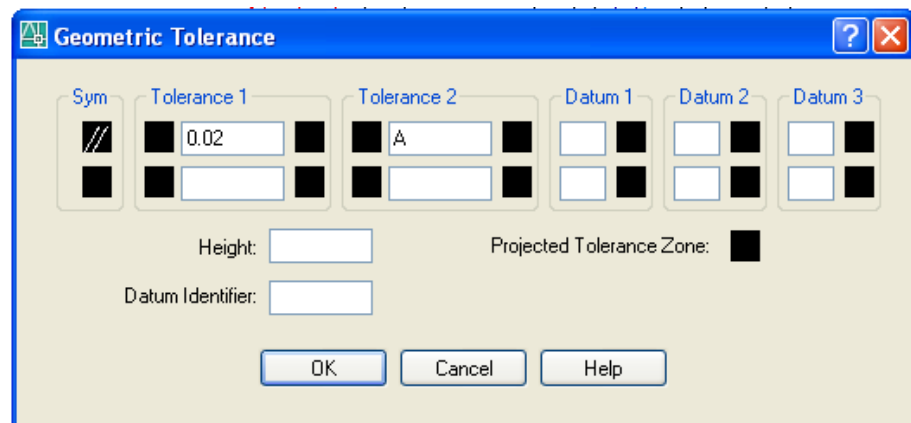 Geometric Tolerance
Sym Tolerance 1 Tolerance 2 Datum 1 Datum 2 Datum 3
// 0.02 A
Height: Projected Tolerance Zone:
Datum Identifier:
OK Cancel Help